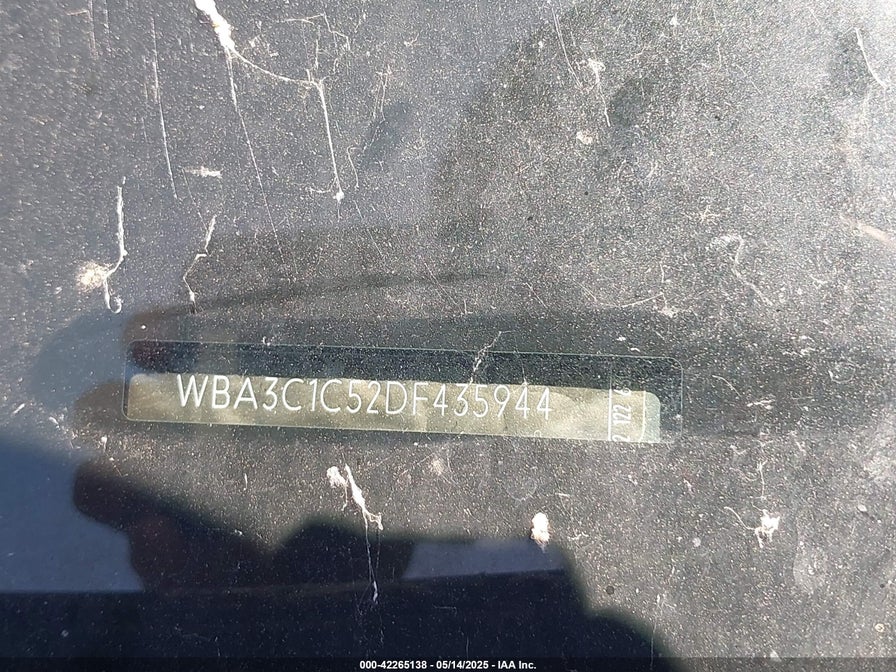 WBA3C1C52DF435944
000-42265138 - 05/14/2025 - IAA Inc.